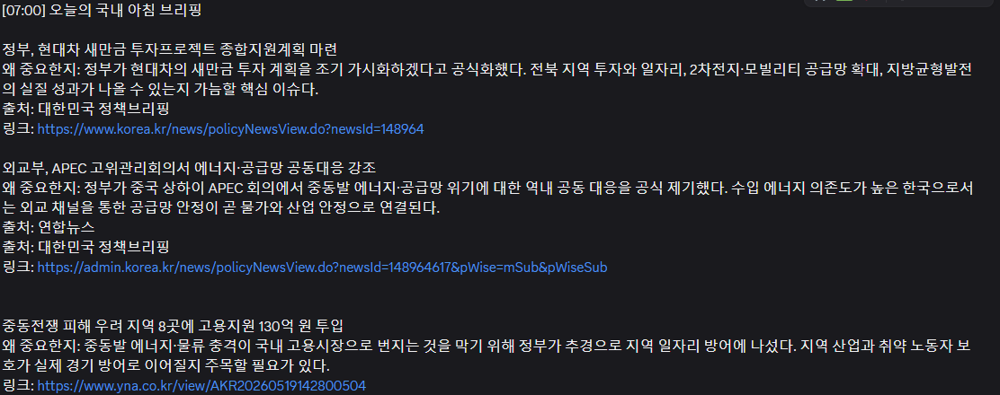 [07:00] 오늘의 국내 아침 브리핑
정부, 현대차 새만금 투자프로젝트 종합지원계획 마련
왜 중요한지: 정부가 현대차의 새만금 투자 계획을 조기 가시화하겠다고 공식화했다. 전북 지역 투자와 일자리, 2차전지·모빌리티 공급망 확대, 지방균형발전
의 실질 성과가 나올 수 있는지 가늠할 핵심 이슈다.
출처: 대한민국 정책브리핑
링크: https://www.korea.kr/news/policyNewsView.do?newsId=148964
외교부, APEC 고위관리회의서 에너지·공급망 공동대응 강조
왜 중요한지: 정부가 중국 상하이 APEC 회의에서 중동발 에너지·공급망 위기에 대한 역내 공동 대응을 공식 제기했다. 수입 에너지 의존도가 높은 한국으로서
는 외교 채널을 통한 공급망 안정이 곧 물가와 산업 안정으로 연결된다.
출처: 연합뉴스
출처: 대한민국 정책브리핑
링크: https://admin.korea.kr/news/policyNewsView.do?newsId=148964617&pWise=mSub&pWiseSub
중동전쟁 피해 우려 지역 8곳에 고용지원 130억 원 투입
왜 중요한지: 중동발 에너지·물류 충격이 국내 고용시장으로 번지는 것을 막기 위해 정부가 추경으로 지역 일자리 방어에 나섰다. 지역 산업과 취약 노동자 보
호가 실제 경기 방어로 이어질지 주목할 필요가 있다.
링크: https://www.yna.co.kr/view/AKR20260519142800504